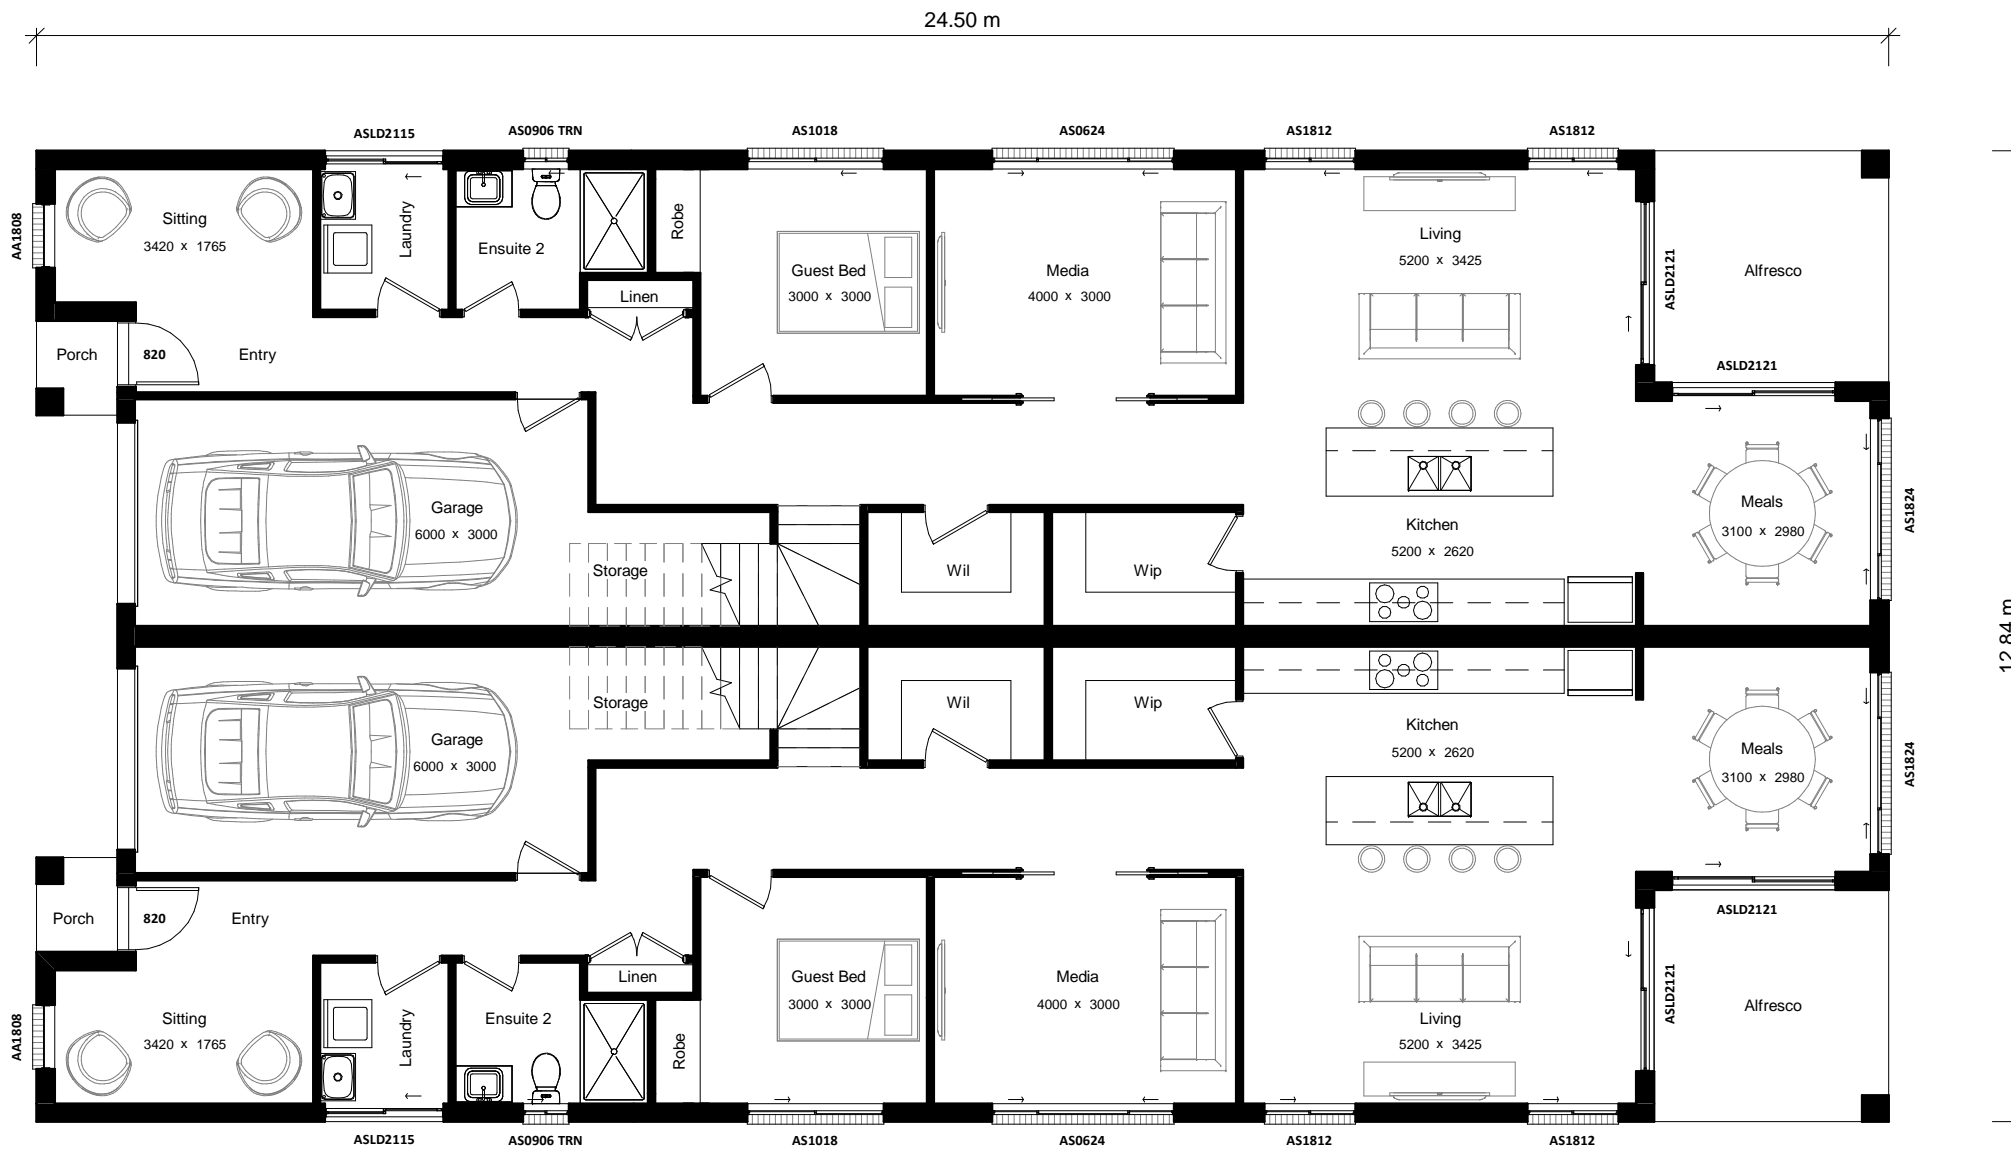 24.50 m
ASLD2115
AS0906 TRN
AS1018
AS0624
AS1812
AS1812
AA1808
Sitting
3420 x 1765
Laundry
Ensuite 2
Robe
Linen
Guest Bed
3000 x 3000
Media
4000 x 3000
Living
5200 x 3425
ASLD2121
Alfresco
ASLD2121
Porch
820
Entry
Garage
6000 x 3000
Storage
Wil
Wip
Kitchen
5200 x 2620
Meals
3100 x 2980
AS1824
12.84 m
Storage
Wil
Wip
Kitchen
5200 x 2620
Garage
6000 x 3000
Meals
3100 x 2980
AS1824
Porch
820
Entry
ASLD2121
Linen
Guest Bed
3000 x 3000
Media
4000 x 3000
Living
5200 x 3425
ASLD2121
Alfresco
AA1808
Sitting
3420 x 1765
Laundry
Ensuite 2
Robe
ASLD2115
AS0906 TRN
AS1018
AS0624
AS1812
AS1812